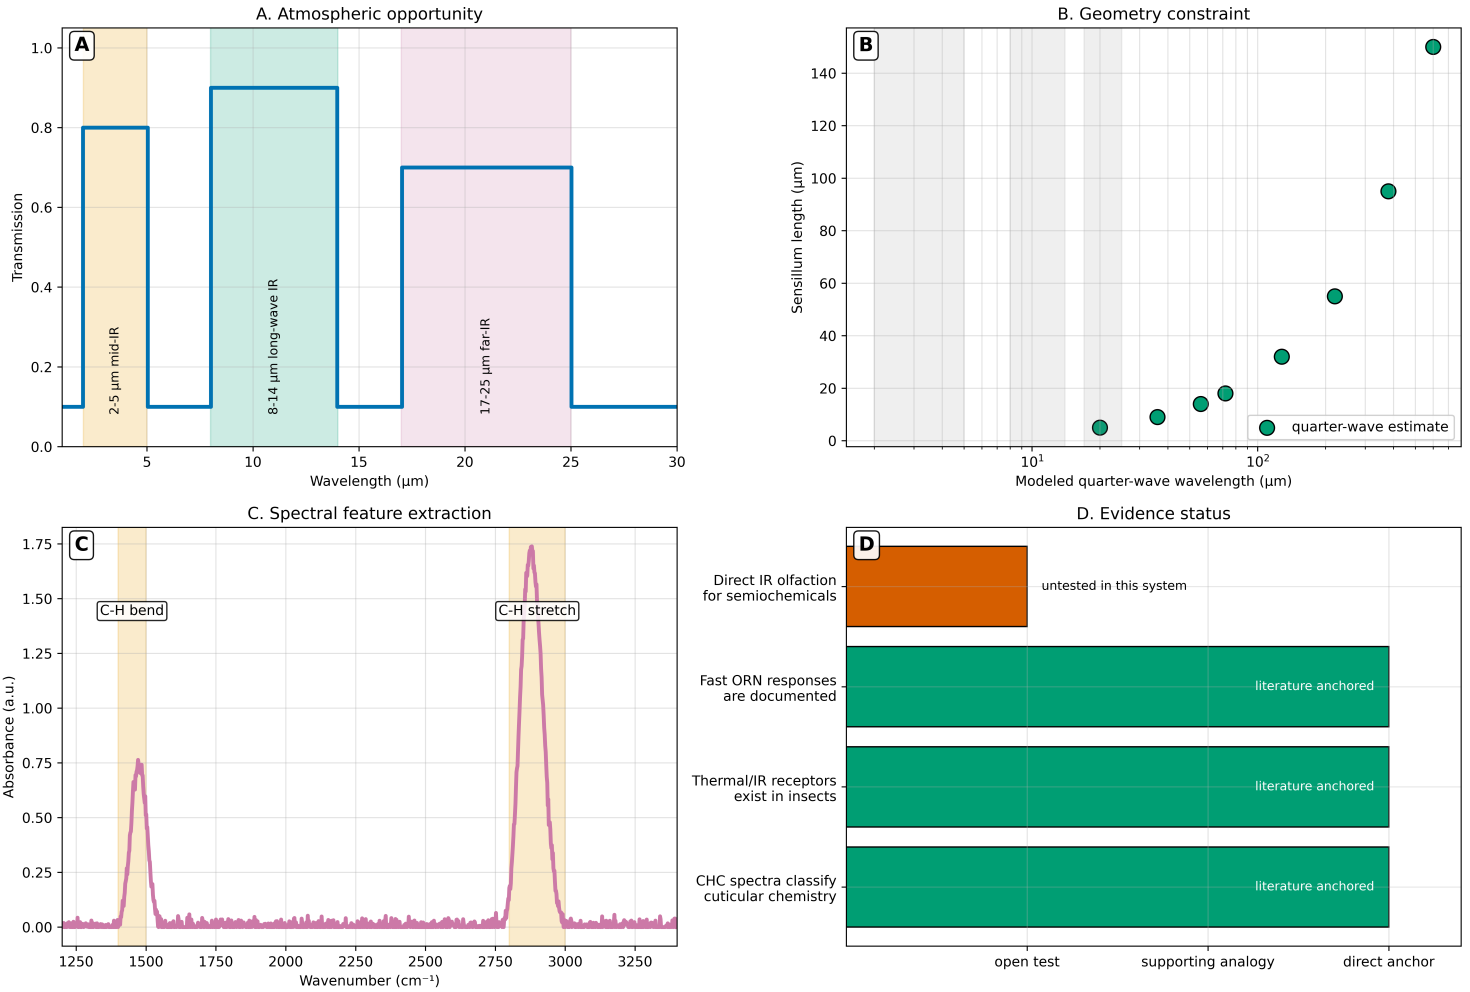 A. Atmospheric opportunity
A
1.0
0.8
0.6
0.4
0.2
0.0
Transmission
2-5 µm mid-IR
8-14 µm long-wave IR
17-25 µm far-IR
5
10
15
20
25
30
Wavelength (µm)
B. Geometry constraint
B
140
120
100
80
60
40
20
0
Sensillum length (µm)
quarter-wave estimate
10¹
10²
Modeled quarter-wave wavelength (µm)
C. Spectral feature extraction
C
1.75
1.50
1.25
1.00
0.75
0.50
0.25
0.00
Absorbance (a.u.)
C-H bend
C-H stretch
1250
1500
1750
2000
2250
2500
2750
3000
3250
Wavenumber (cm⁻¹)
D. Evidence status
D
Direct IR olfaction
for semiochemicals
untested in this system
Fast ORN responses
are documented
literature anchored
Thermal/IR receptors
exist in insects
literature anchored
CHC spectra classify
cuticular chemistry
literature anchored
open test
supporting analogy
direct anchor